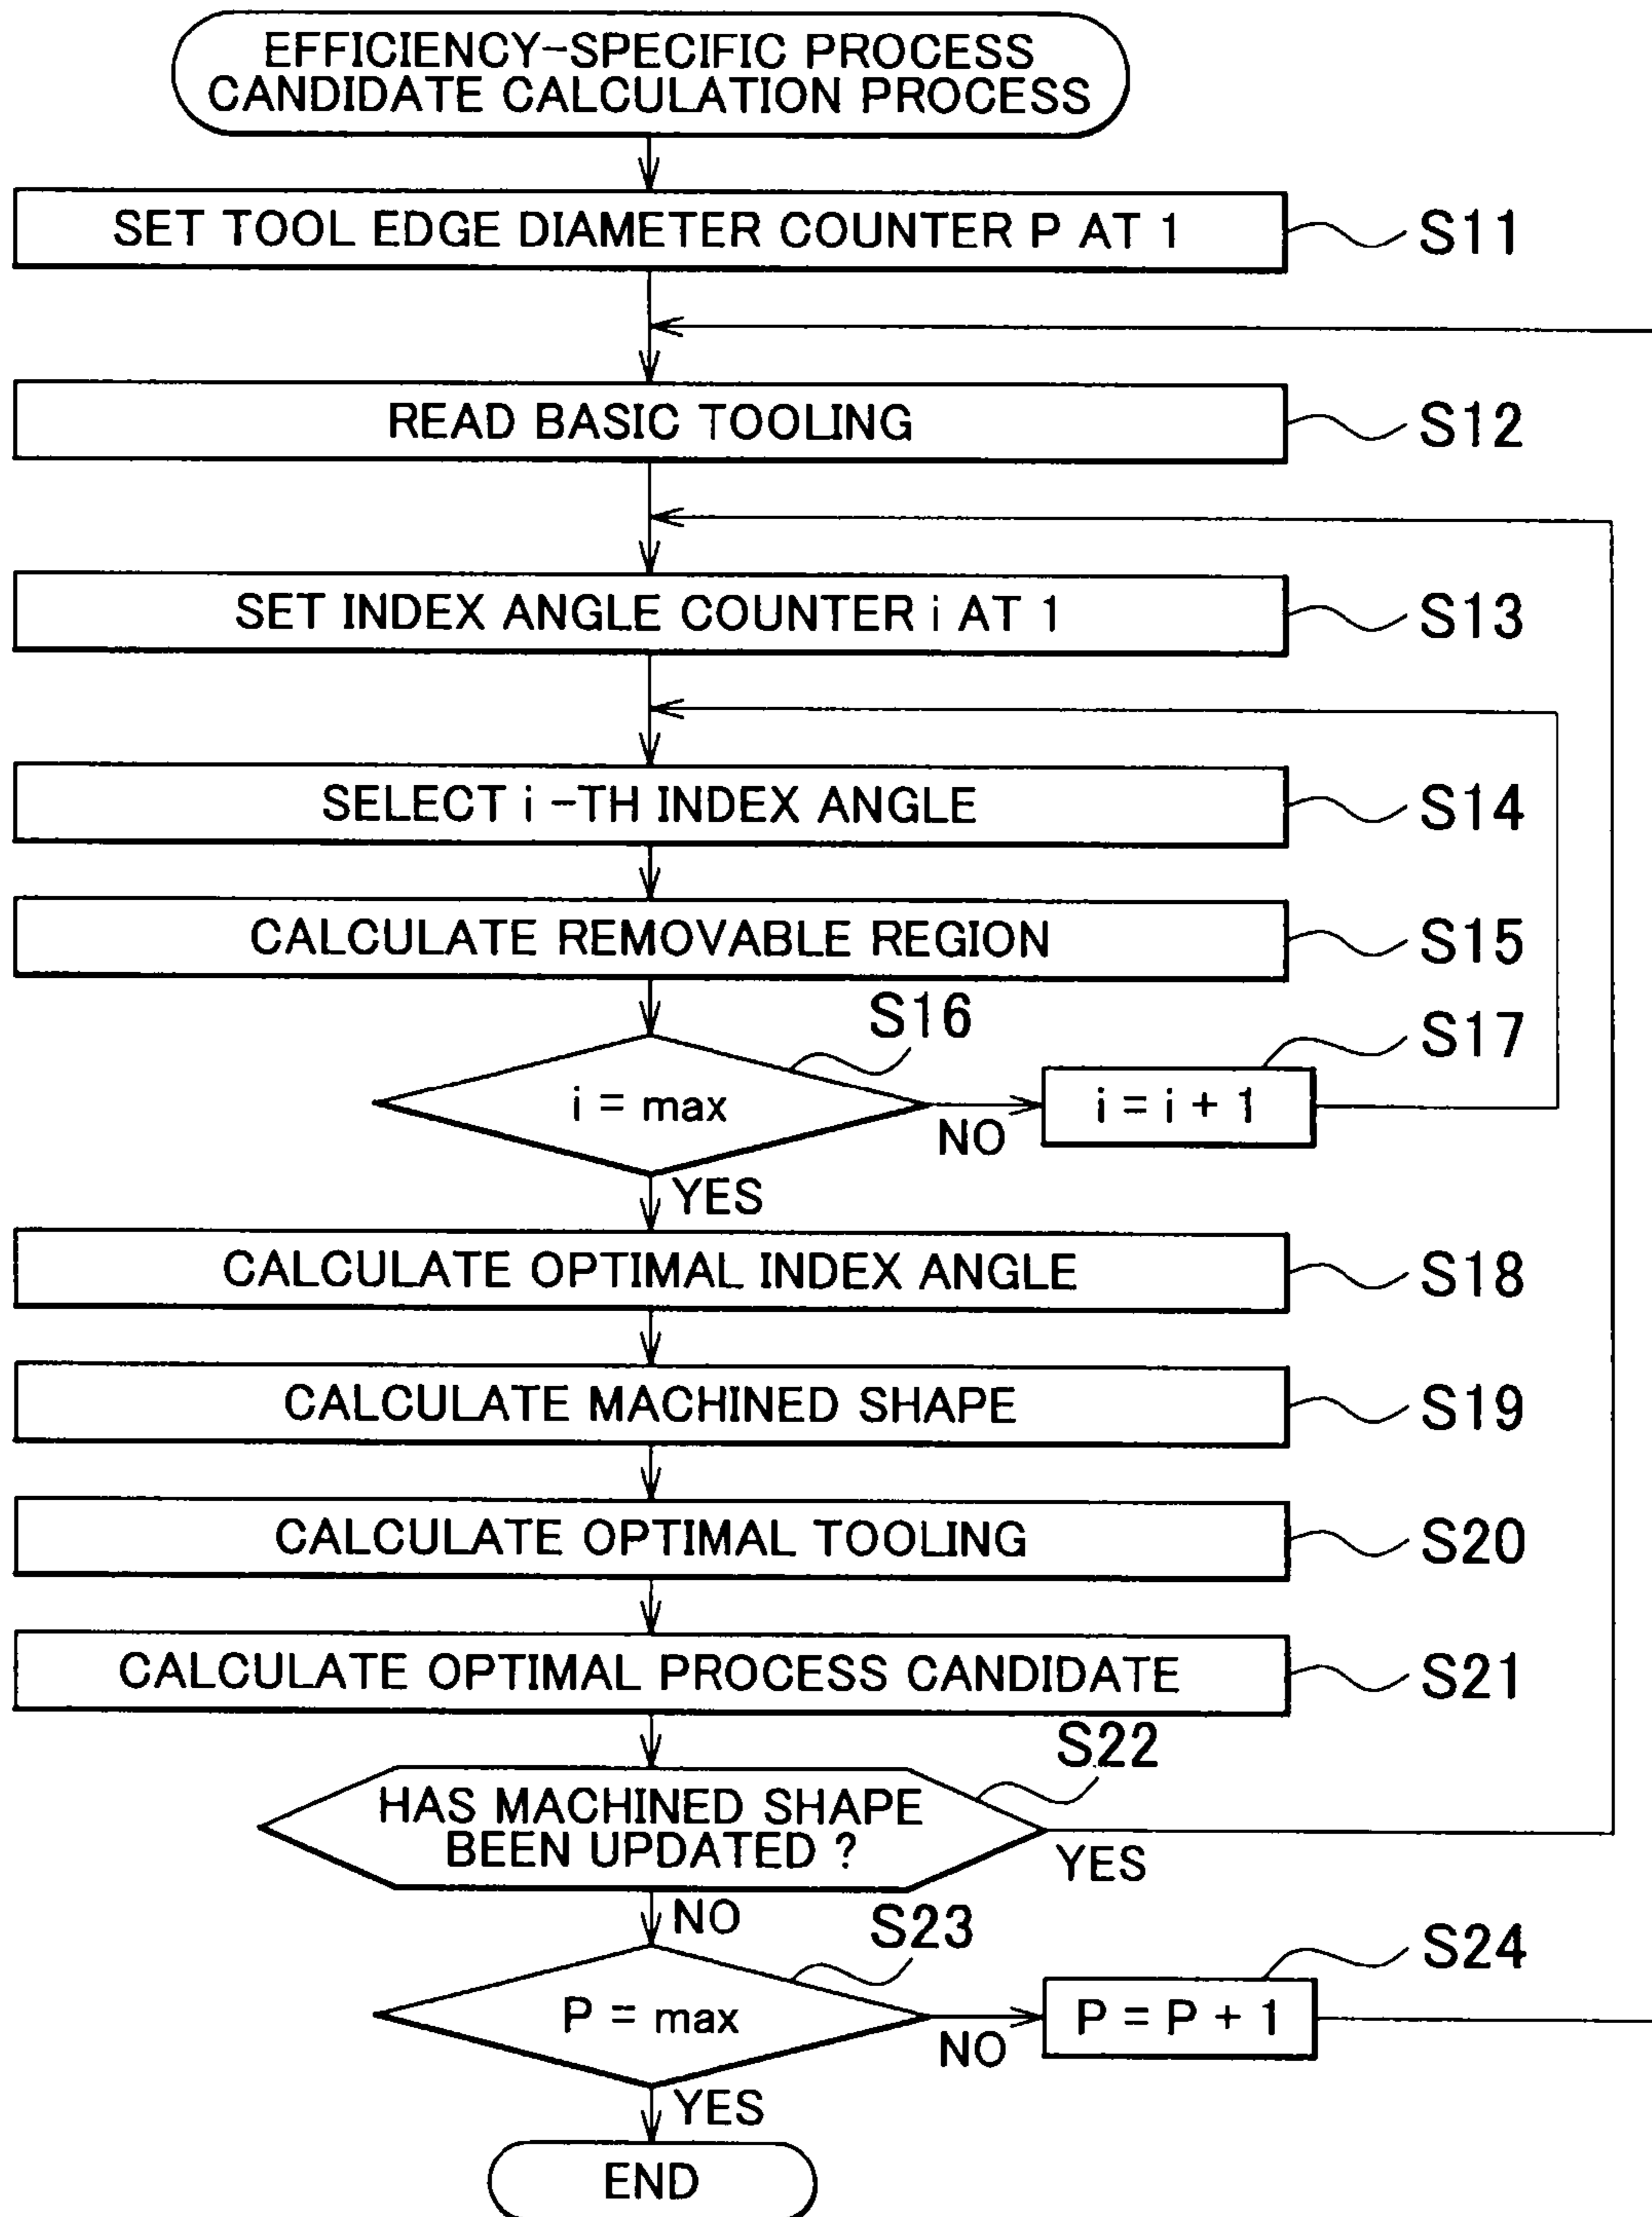 EFFICIENCY-SPECIFIC PROCESS
CANDIDATE CALCULATION PROCESS
SET TOOL EDGE DIAMETER COUNTER P AT 1
S11
READ BASIC TOOLING
S12
SET INDEX ANGLE COUNTER i AT 1
S13
SELECT i -TH INDEX ANGLE
S14
CALCULATE REMOVABLE REGION
S15
S16
i = max
NO
S17
i = i + 1
YES
CALCULATE OPTIMAL INDEX ANGLE
S18
CALCULATE MACHINED SHAPE
S19
CALCULATE OPTIMAL TOOLING
S20
CALCULATE OPTIMAL PROCESS CANDIDATE
S21
S22
HAS MACHINED SHAPE
BEEN UPDATED ?
YES
NO
S23
P = max
NO
S24
P = P + 1
YES
END